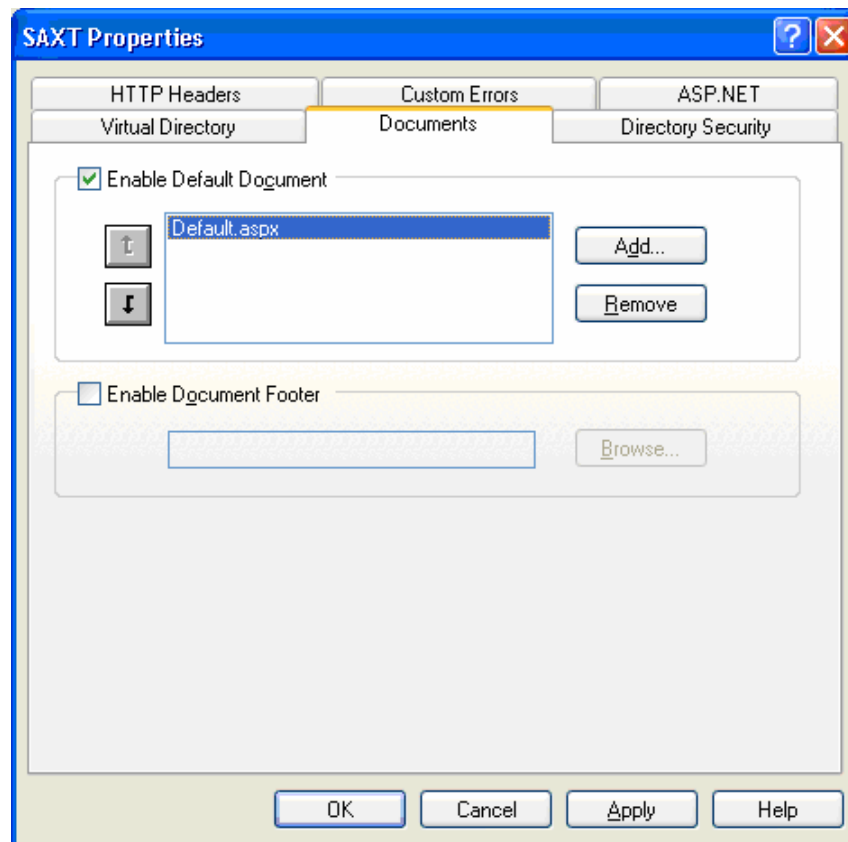 SAXT Properties
HTTP Headers Custom Errors ASP.NET
Virtual Directory Documents Directory Security
Enable Default Document
Default.aspx
Add...
Remove
Enable Document Footer
Browse...
OK Cancel Apply Help